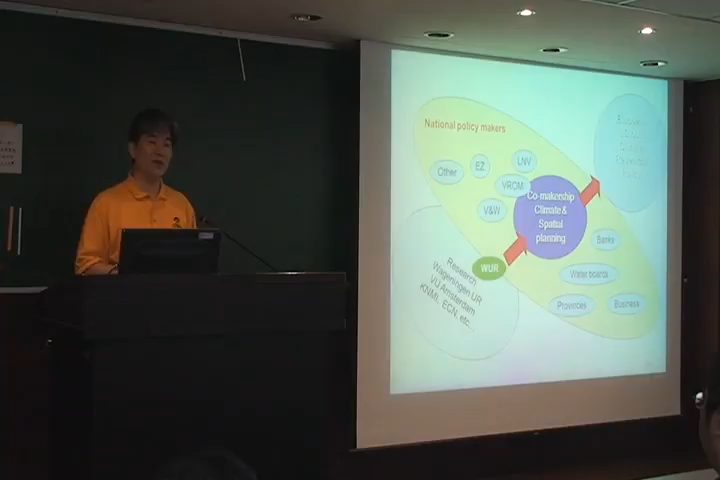 National policy makers
Other
EZ
LNV
VROM
V&W
Co-makership
Climate &
Spatial
planning
WUR
Banks
Water boards
Provinces
Business
Research
Wageningen UR
VU Amsterdam
KNMI, ECN, etc.